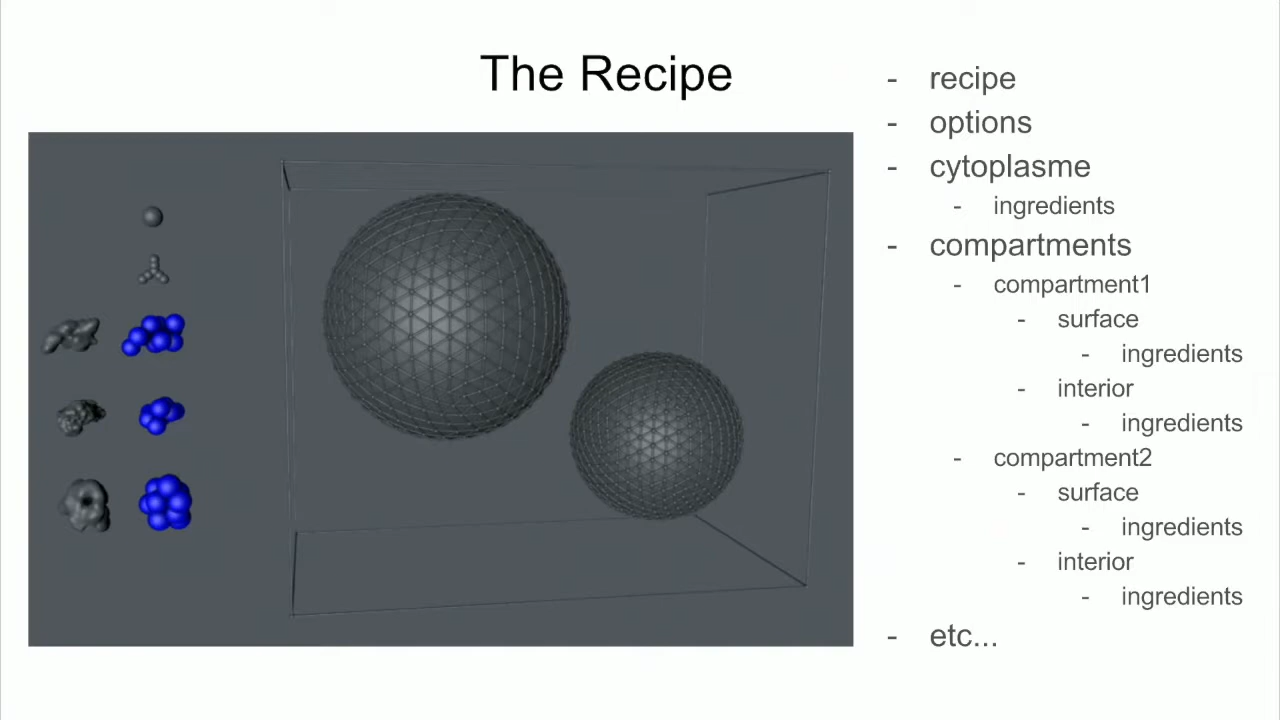 The Recipe
- recipe
- options
- cytoplasme
- ingredients
- compartments
- compartment1
- surface
- ingredients
- interior
- ingredients
- compartment2
- surface
- ingredients
- interior
- ingredients
- etc...